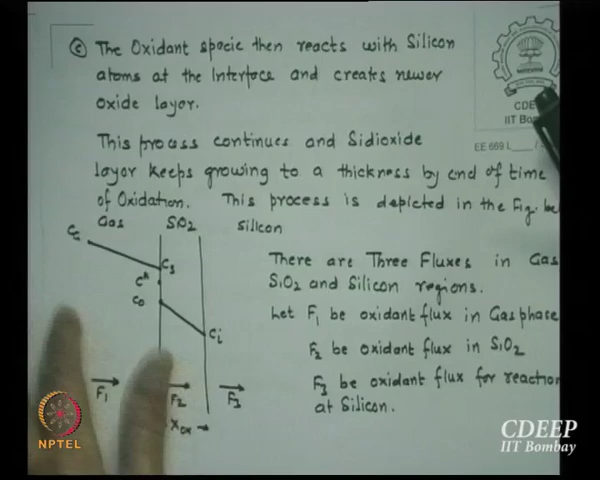 (c) The Oxidant specie then reacts with Silicon
atoms at the Interface and creates newer
oxide layer.
This process continues and Sidioxide
layer keeps growing to a thickness by end of time
of Oxidation. This process is depicted in the Fig. be
Gas SiO2 silicon
CG
Cs
C*
Co
Ci
F1 F2 F3
Xox
There are Three Fluxes in Gas
SiO2 and Silicon regions.
Let F1 be oxidant flux in Gas phase
F2 be oxidant flux in SiO2
F3 be oxidant flux for reaction
at Silicon.
CDE
IIT Bom
EE 669 L
NPTEL
CDEEP
IIT Bombay